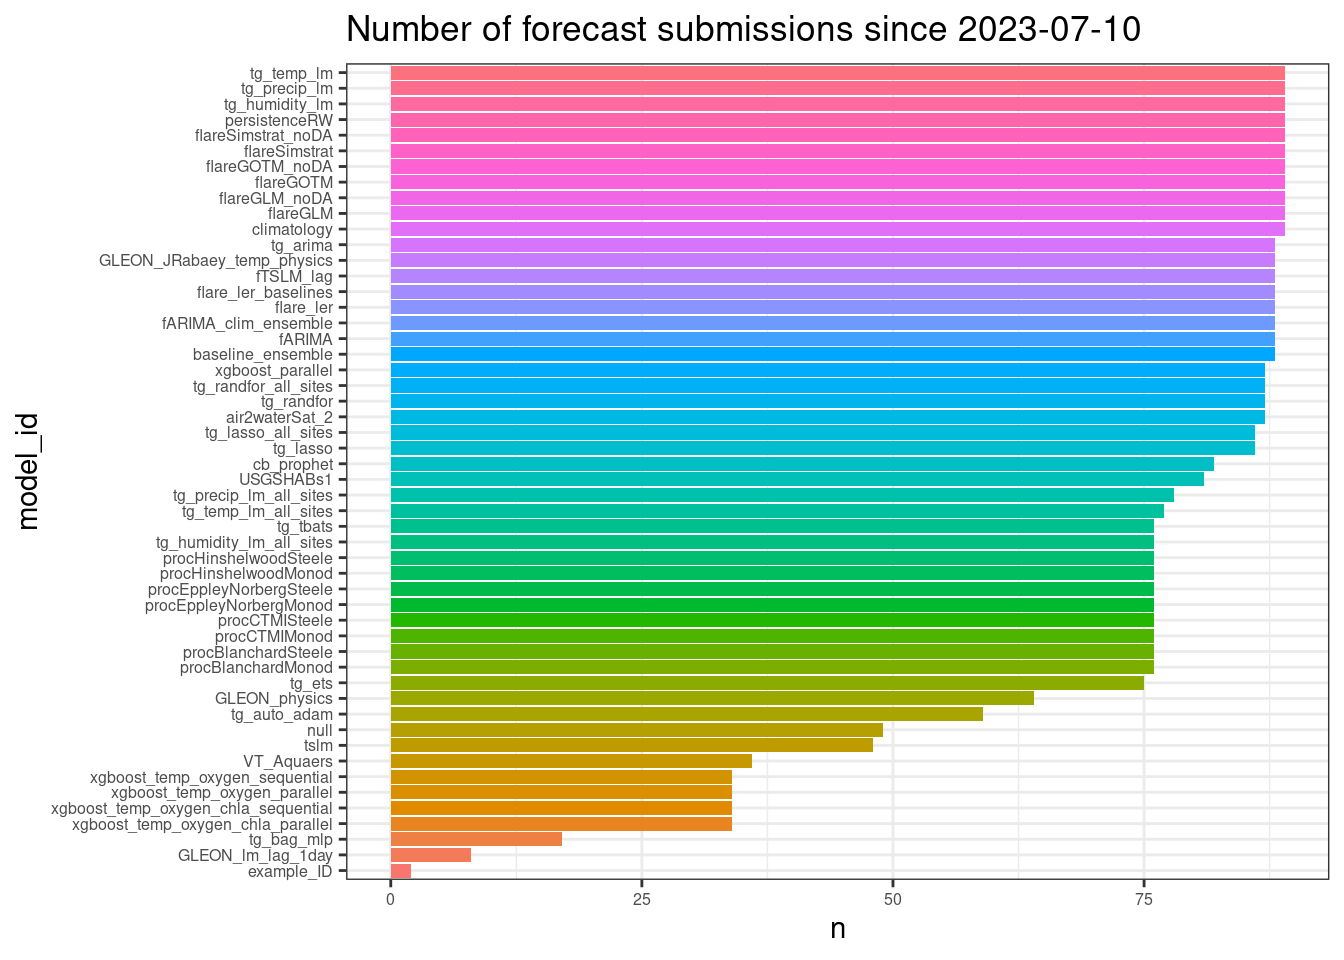 Number of forecast submissions since 2023-07-10
tg_temp_lm
tg_precip_lm
tg_humidity_lm
persistenceRW
flareSimstrat_noDA
flareSimstrat
flareGOTM_noDA
flareGOTM
flareGLM_noDA
flareGLM
climatology
tg_arima
GLEON_JRabaey_temp_physics
fTSLM_lag
flare_ler_baselines
flare_ler
fARIMA_clim_ensemble
fARIMA
baseline_ensemble
xgboost_parallel
tg_randfor_all_sites
tg_randfor
air2waterSat_2
tg_lasso_all_sites
tg_lasso
cb_prophet
USGSHABs1
tg_precip_lm_all_sites
tg_temp_lm_all_sites
tg_tbats
tg_humidity_lm_all_sites
procHinshelwoodSteele
procHinshelwoodMonod
procEppleyNorbergSteele
procEppleyNorbergMonod
procCTMISteele
procCTMIMonod
procBlanchardSteele
procBlanchardMonod
tg_ets
GLEON_physics
tg_auto_adam
null
tslm
VT_Aquaers
xgboost_temp_oxygen_sequential
xgboost_temp_oxygen_parallel
xgboost_temp_oxygen_chla_sequential
xgboost_temp_oxygen_chla_parallel
tg_bag_mlp
GLEON_lm_lag_1day
example_ID
model_id
0 25 50 75
n